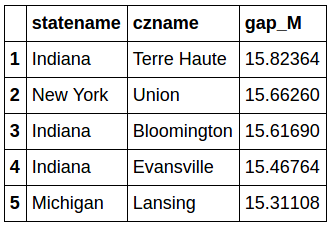 statename czname gap_M
1 Indiana Terre Haute 15.82364
2 New York Union 15.66260
3 Indiana Bloomington 15.61690
4 Indiana Evansville 15.46764
5 Michigan Lansing 15.31108